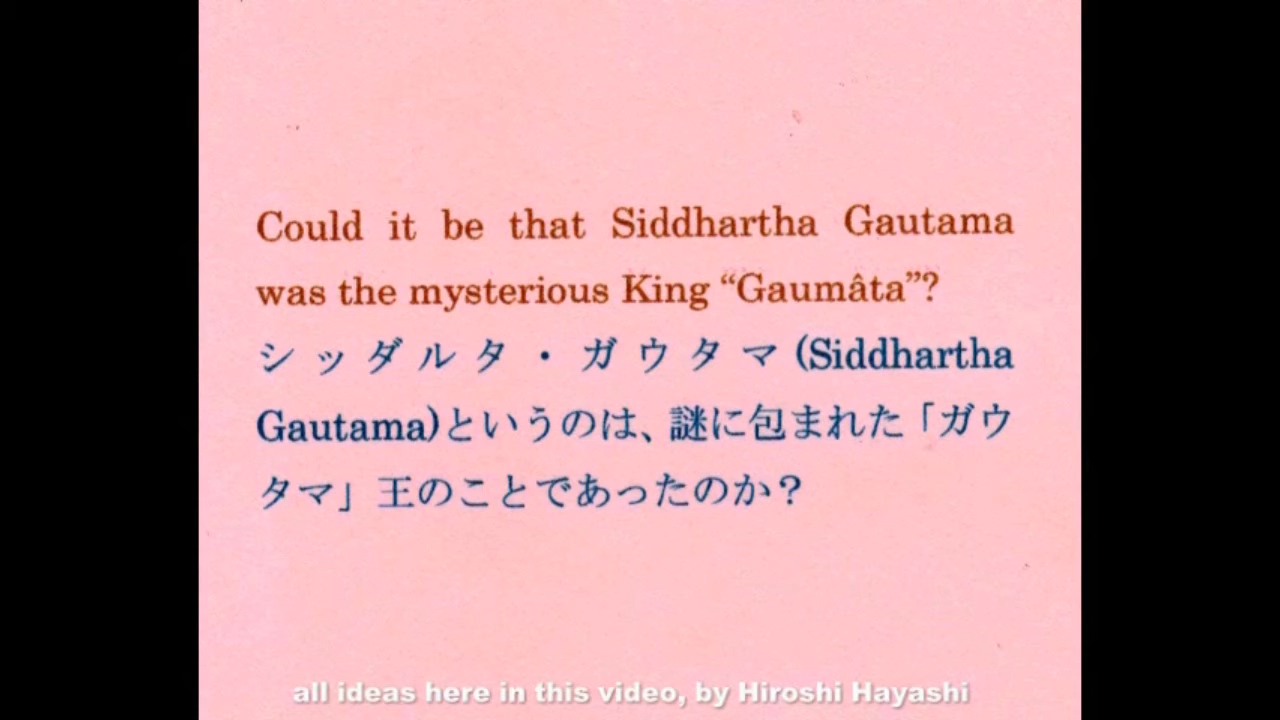 Could it be that Siddhartha Gautama
was the mysterious King “Gaumâta”?
シッダルタ・ガウタマ(Siddhartha
Gautama)というのは、謎に包まれた「ガウ
タマ」王のことであったのか？
all ideas here in this video, by Hiroshi Hayashi